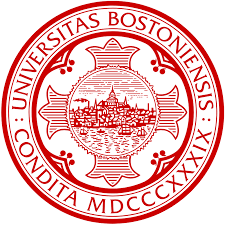 UNIVERSITAS BOSTONIENSIS
CONDITA MDCCCXXXIX